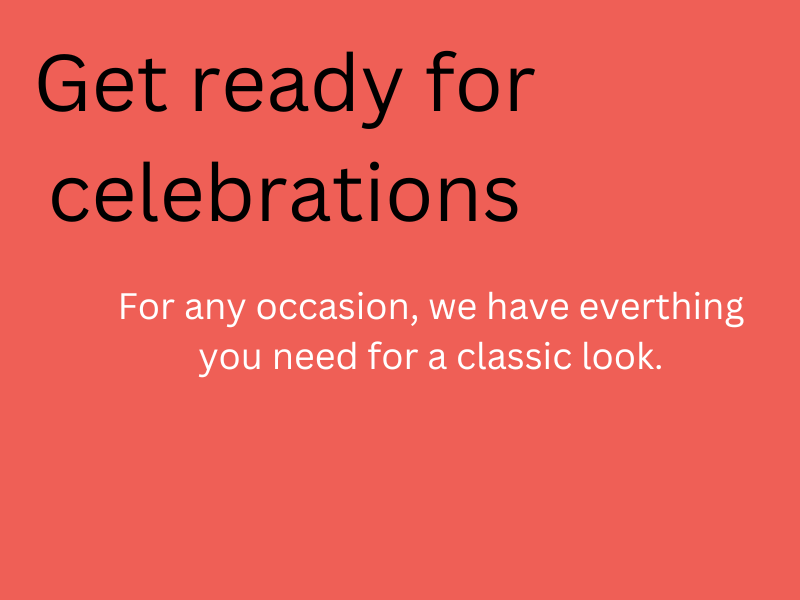 Get ready for
celebrations
For any occasion, we have everthing
you need for a classic look.